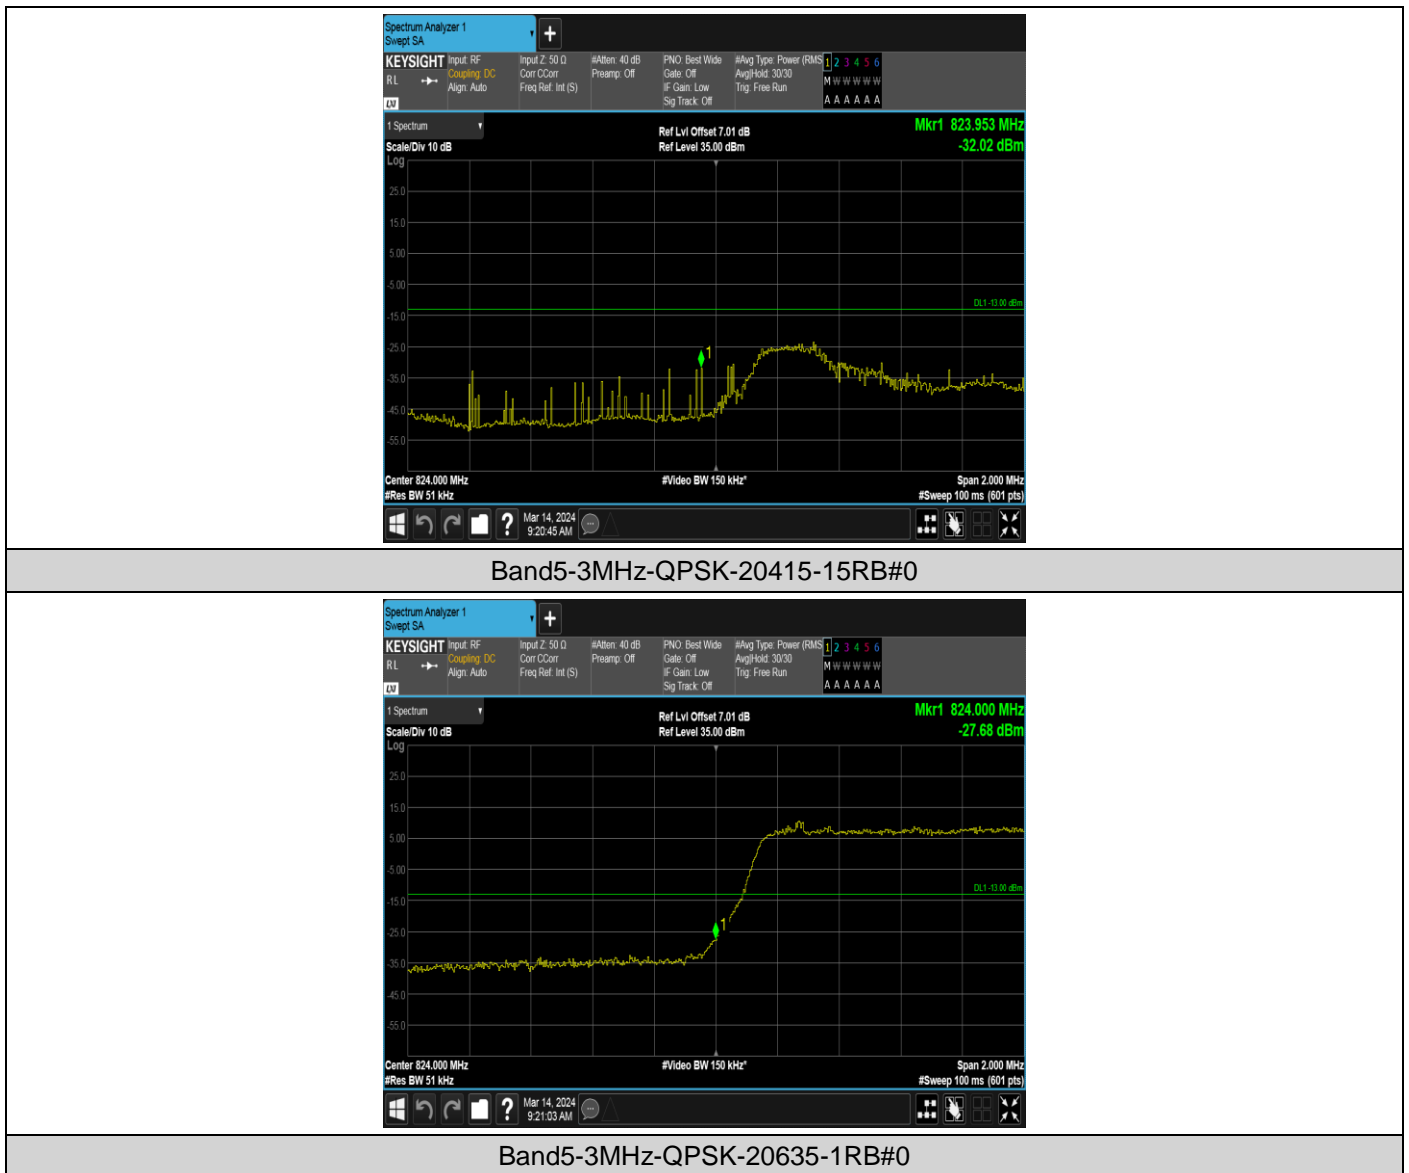 Spectrum Analyzer 1
Swept SA
+
KEYSIGHT
RL
LXI
Input: RF
Coupling: DC
Align: Auto
Input Z: 50 Ω
Corr CCorr
Freq Ref: Int (S)
#Atten: 40 dB
Preamp: Off
PNO: Best Wide
Gate: Off
IF Gain: Low
Sig Track: Off
#Avg Type: Power (RMS
Avg|Hold: 30/30
Trig: Free Run
1 2 3 4 5 6
M W W W W W
A A A A A A
1 Spectrum
Scale/Div 10 dB
Ref Lvl Offset 7.01 dB
Ref Level 35.00 dBm
Mkr1 823.953 MHz
-32.02 dBm
Log
25.0
15.0
5.00
-5.00
DL1 -13.00 dBm
-15.0
-25.0
1
-35.0
-45.0
-55.0
Center 824.000 MHz
#Res BW 51 kHz
#Video BW 150 kHz*
Span 2.000 MHz
#Sweep 100 ms (601 pts)
?
Mar 14, 2024
9:20:45 AM
Band5-3MHz-QPSK-20415-15RB#0
Spectrum Analyzer 1
Swept SA
+
KEYSIGHT
RL
LXI
Input: RF
Coupling: DC
Align: Auto
Input Z: 50 Ω
Corr CCorr
Freq Ref: Int (S)
#Atten: 40 dB
Preamp: Off
PNO: Best Wide
Gate: Off
IF Gain: Low
Sig Track: Off
#Avg Type: Power (RMS
Avg|Hold: 30/30
Trig: Free Run
1 2 3 4 5 6
M W W W W W
A A A A A A
1 Spectrum
Scale/Div 10 dB
Ref Lvl Offset 7.01 dB
Ref Level 35.00 dBm
Mkr1 824.000 MHz
-27.68 dBm
Log
25.0
15.0
5.00
-5.00
DL1 -13.00 dBm
-15.0
-25.0
1
-35.0
-45.0
-55.0
Center 824.000 MHz
#Res BW 51 kHz
#Video BW 150 kHz*
Span 2.000 MHz
#Sweep 100 ms (601 pts)
?
Mar 14, 2024
9:21:03 AM
Band5-3MHz-QPSK-20635-1RB#0